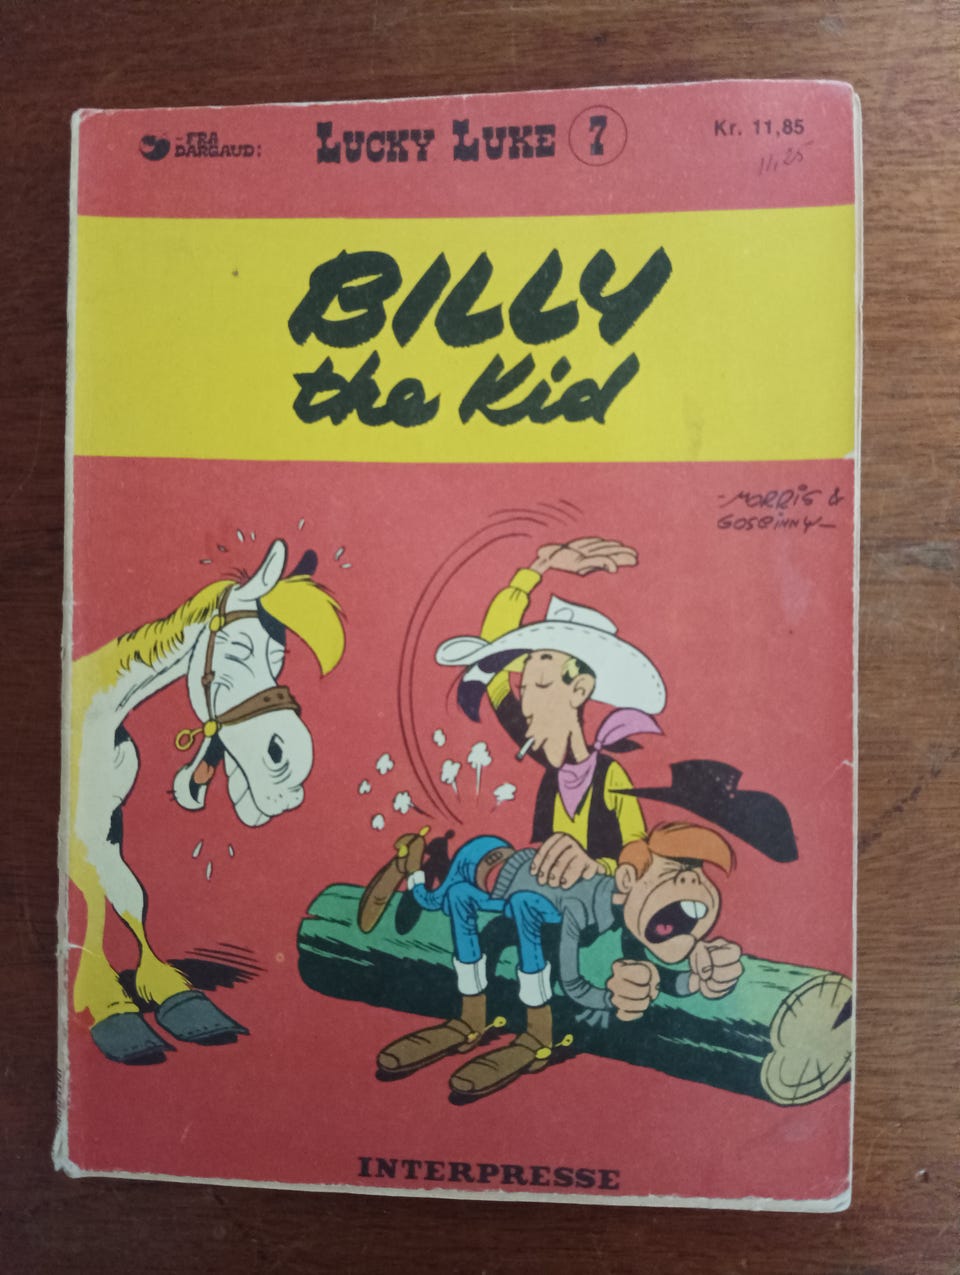 -FRA
DARGAUD:
LUCKY LUKE 7
Kr. 11,85
11,25
BILLY
the Kid
-MORRIS &
GOSCINNY-
INTERPRESSE